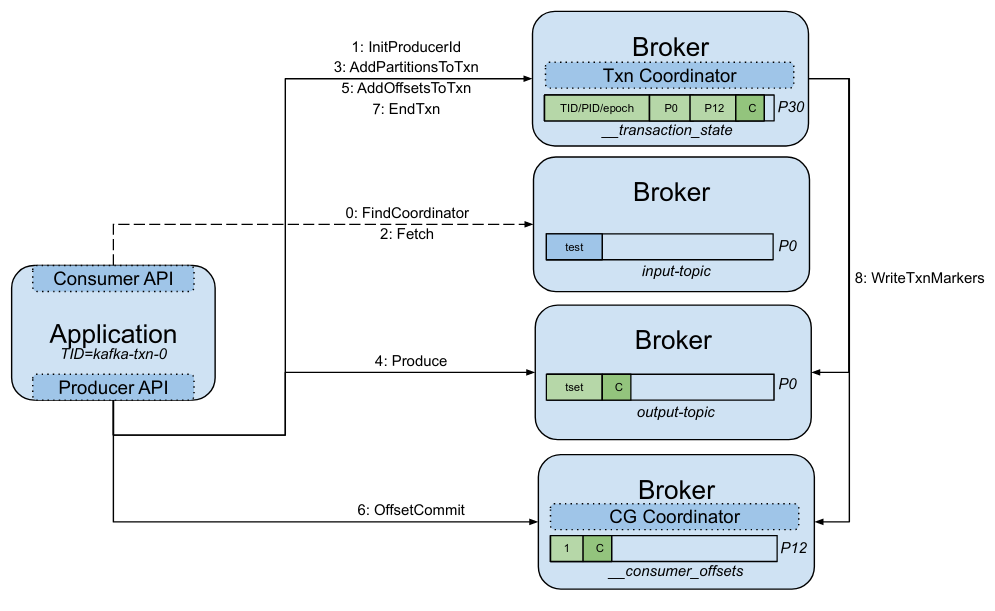 1: InitProducerId
3: AddPartitionsToTxn
5: AddOffsetsToTxn
7: EndTxn
Broker
Txn Coordinator
TID/PID/epoch P0 P12 C P30
__transaction_state
0: FindCoordinator
2: Fetch
Broker
test P0
input-topic
8: WriteTxnMarkers
Consumer API
Application
TID=kafka-txn-0
Producer API
4: Produce
Broker
tset C P0
output-topic
6: OffsetCommit
Broker
CG Coordinator
1 C P12
__consumer_offsets